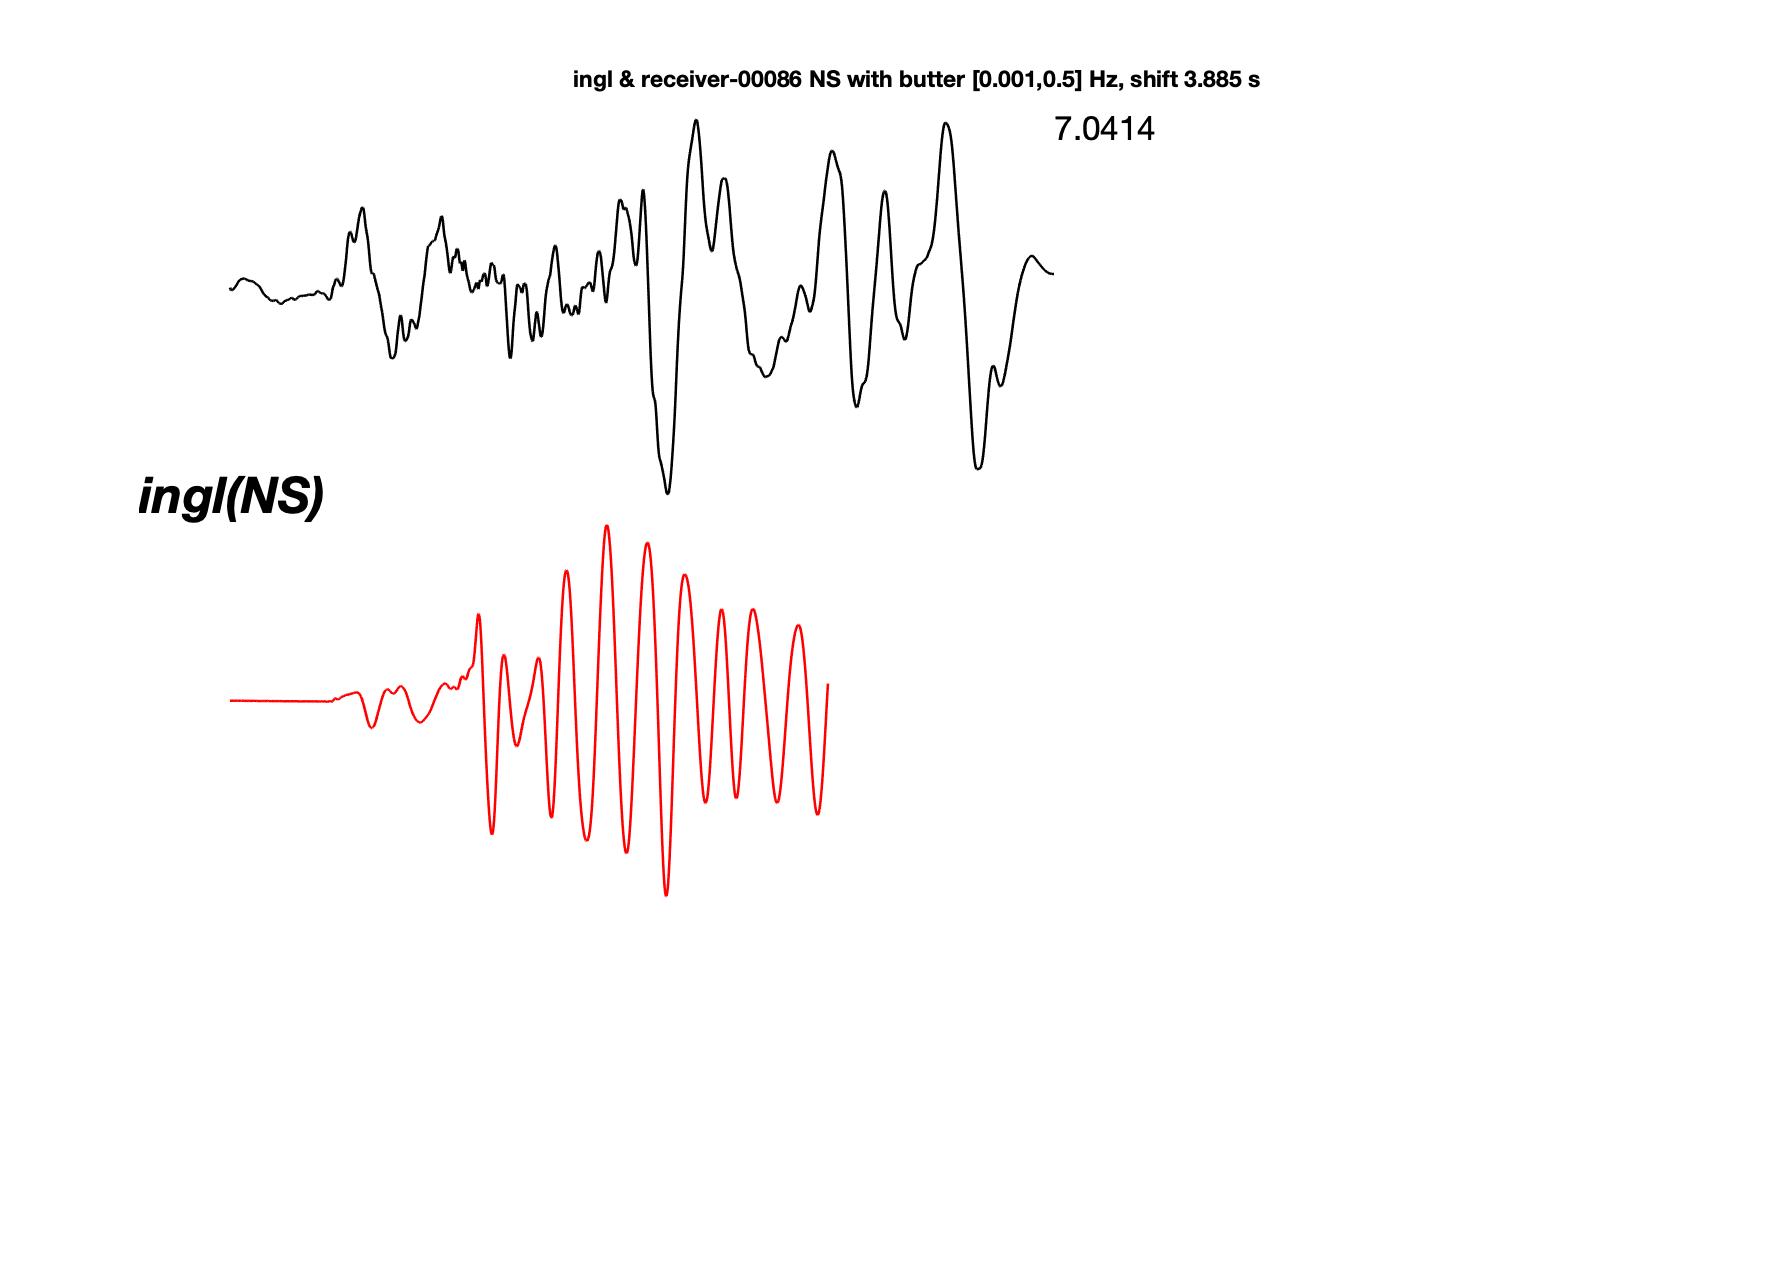 ingl & receiver-00086 NS with butter [0.001,0.5] Hz, shift 3.885 s
7.0414
ingl(NS)